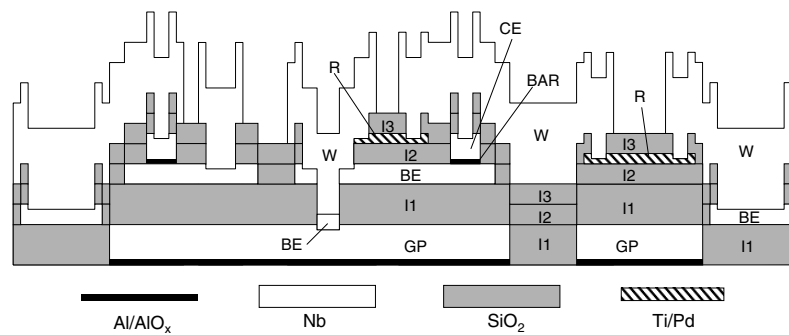 CE
R
BAR
R
I3
I3
W
W
W
I2
I2
BE
I3
I1
I1
I2
BE
BE
GP
I1
GP
I1
Al/AlOx
Nb
SiO2
Ti/Pd